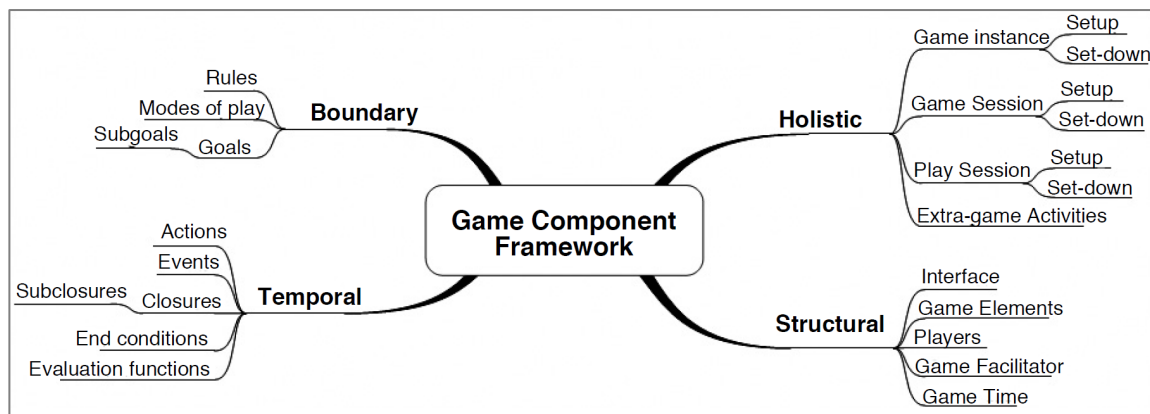 Game Component
Framework
Boundary
Rules
Modes of play
Goals
Subgoals
Temporal
Actions
Events
Closures
Subclosures
End conditions
Evaluation functions
Holistic
Game instance
Setup
Set-down
Game Session
Setup
Set-down
Play Session
Setup
Set-down
Extra-game Activities
Structural
Interface
Game Elements
Players
Game Facilitator
Game Time